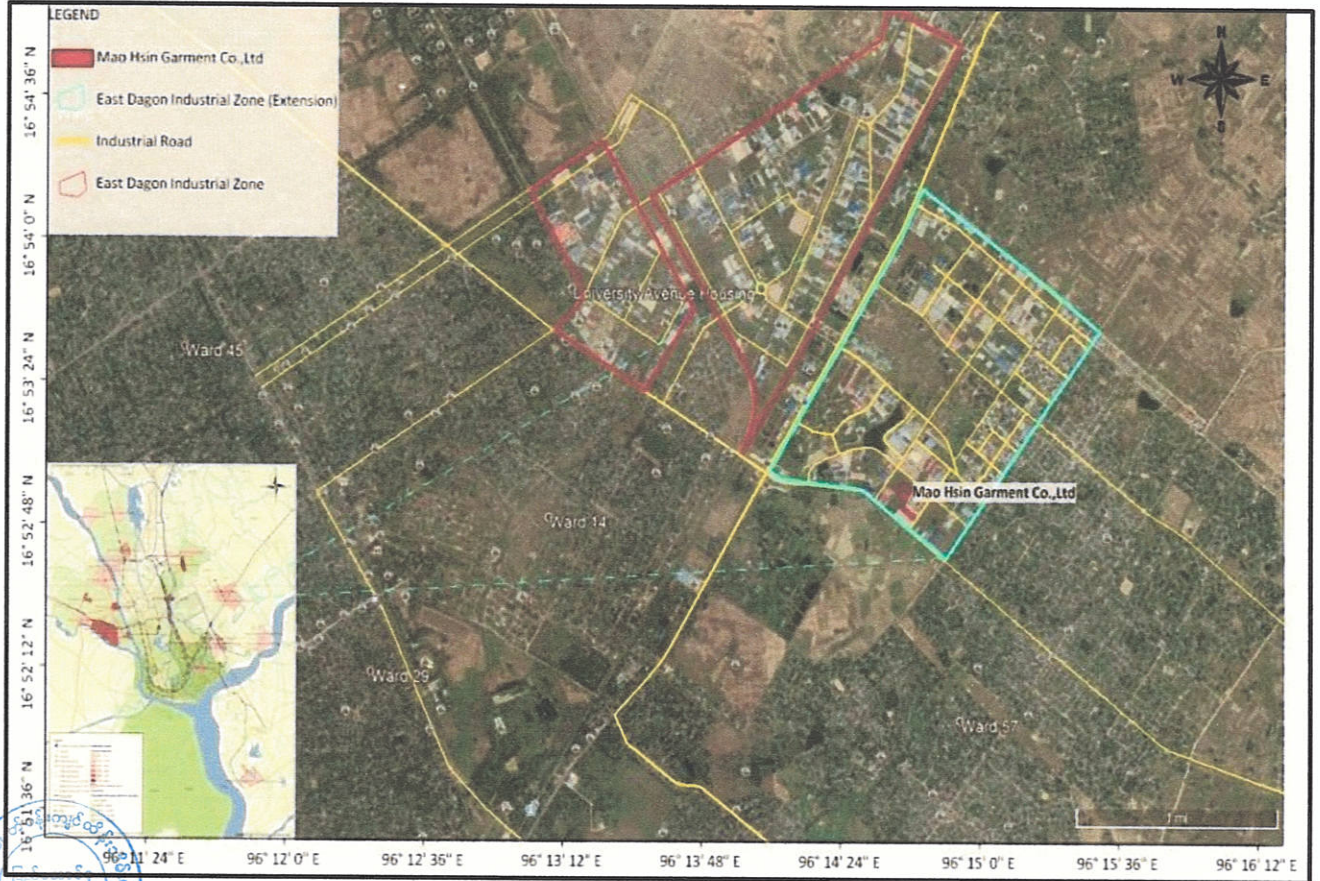 LEGEND
Mao Hsin Garment Co.,Ltd
East Dagon Industrial Zone (Extension)
Industrial Road
East Dagon Industrial Zone
N
W E
S
University Avenue Housing
Ward 45
Mao Hsin Garment Co.,Ltd
Ward 14
Ward 29
Ward 57
1 mi
16° 54' 36" N
16° 54' 0" N
16° 53' 24" N
16° 52' 48" N
16° 52' 12" N
16° 51' 36" N
96° 11' 24" E 96° 12' 0" E 96° 12' 36" E 96° 13' 12" E 96° 13' 48" E 96° 14' 24" E 96° 15' 0" E 96° 15' 36" E 96° 16' 12" E